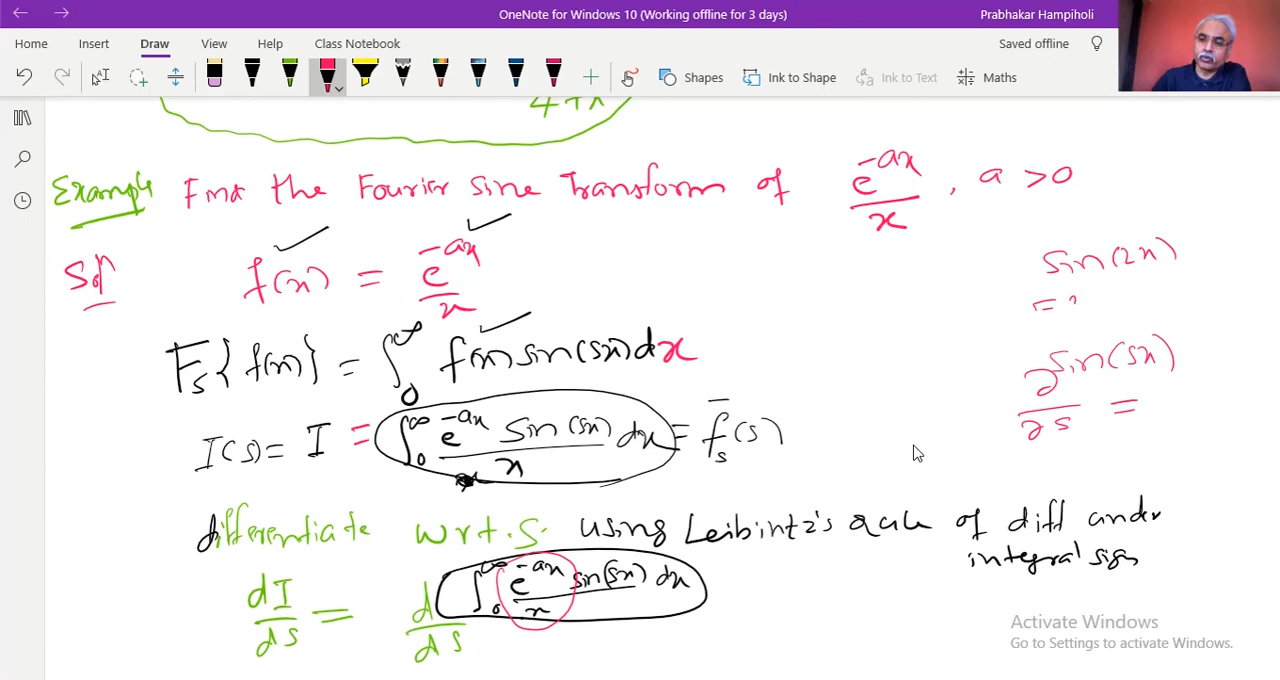 OneNote for Windows 10 (Working offline for 3 days)
Prabhakar Hampiholi
Home Insert Draw View Help Class Notebook Saved offline
Shapes Ink to Shape Ink to Text Maths
4+x
Example Find the Fourier Sine Transform of e^{-ax}/x , a > 0
Sol f(x) = e^{-ax}/x
sin(2x)
= 2
F_s{f(x)} = ∫_0^∞ f(x) sin(sx) dx
∂/∂s sin(sx) =
I(s) = I = ∫_0^∞ e^{-ax}/x sin(sx) dx = f̄_s(s)
differentiate w.r.t. s. using Leibintz's rule of diff under
integral sign
dI/ds = d/ds ∫_0^∞ e^{-ax}/x sin(sx) dx
Activate Windows
Go to Settings to activate Windows.